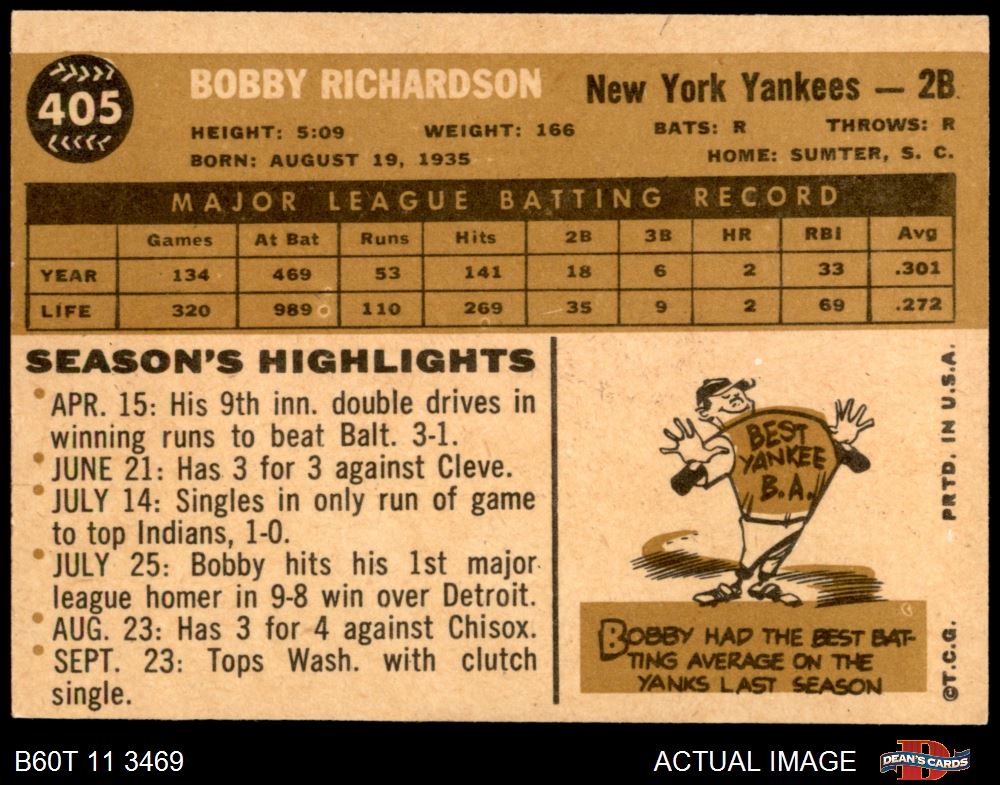 405
BOBBY RICHARDSON
New York Yankees — 2B
HEIGHT: 5:09 WEIGHT: 166 BATS: R THROWS: R
BORN: AUGUST 19, 1935 HOME: SUMTER, S. C.
MAJOR LEAGUE BATTING RECORD
Games At Bat Runs Hits 2B 3B HR RBI Avg
YEAR 134 469 53 141 18 6 2 33 .301
LIFE 320 989 110 269 35 9 2 69 .272
SEASON'S HIGHLIGHTS
APR. 15: His 9th inn. double drives in
winning runs to beat Balt. 3-1.
JUNE 21: Has 3 for 3 against Cleve.
JULY 14: Singles in only run of game
to top Indians, 1-0.
JULY 25: Bobby hits his 1st major
league homer in 9-8 win over Detroit.
AUG. 23: Has 3 for 4 against Chisox.
SEPT. 23: Tops Wash. with clutch
single.
BEST
YANKEE
B.A.
BOBBY HAD THE BEST BAT-
TING AVERAGE ON THE
YANKS LAST SEASON
©T.C.G. PRTD. IN U.S.A.
B60T 11 3469
ACTUAL IMAGE
D
DEAN'S CARDS